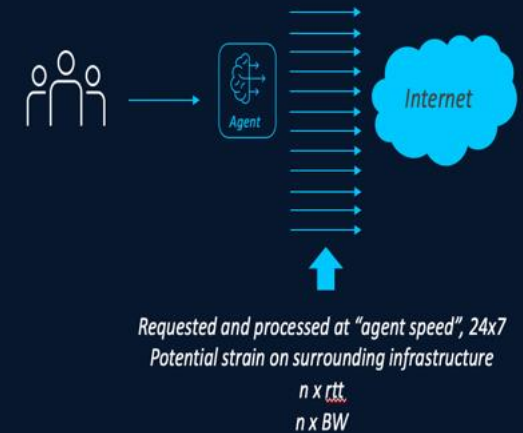 Agent
Internet
Requested and processed at “agent speed”, 24x7
Potential strain on surrounding infrastructure
n x rtt
n x BW